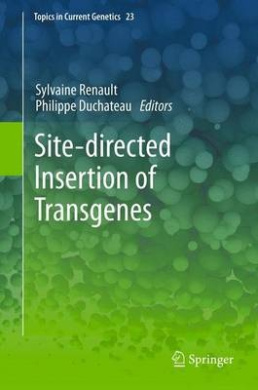 Topics in Current Genetics 23
Sylvaine Renault
Philippe Duchateau Editors
Site-directed
Insertion of
Transgenes
Springer